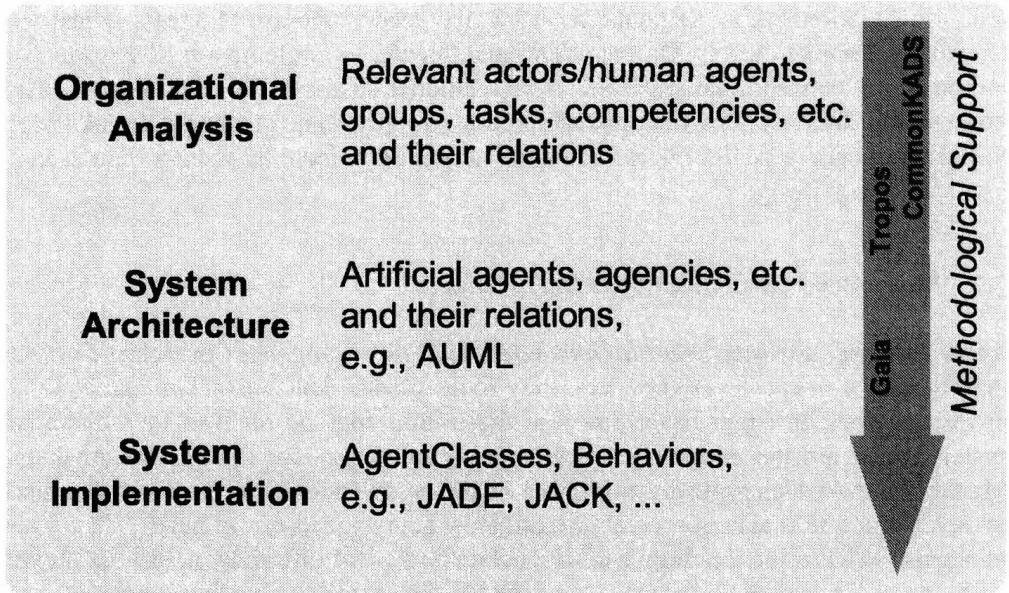 Organizational
Analysis
Relevant actors/human agents,
groups, tasks, competencies, etc.
and their relations
System
Architecture
Artificial agents, agencies, etc.
and their relations,
e.g., AUML
System
Implementation
AgentClasses, Behaviors,
e.g., JADE, JACK, ...
Tropos
CommonKADS
Gaia
Methodological Support